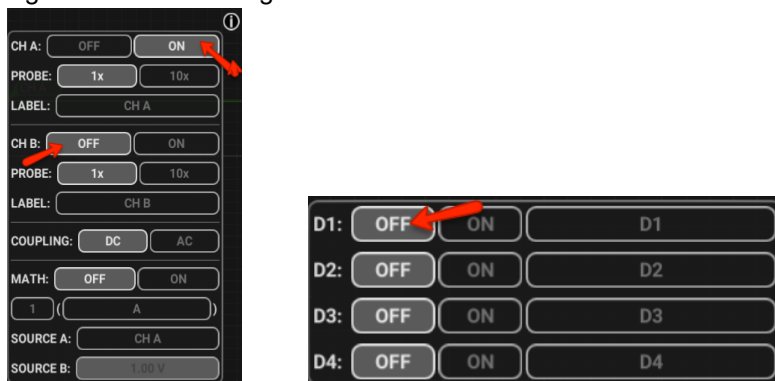 CH A: OFF ON
PROBE: 1x 10x
LABEL: CH A
CH B: OFF ON
PROBE: 1x 10x
LABEL: CH B
COUPLING: DC AC
MATH: OFF ON
1 ( A )
SOURCE A: CH A
SOURCE B: 1.00 V
D1: OFF ON D1
D2: OFF ON D2
D3: OFF ON D3
D4: OFF ON D4